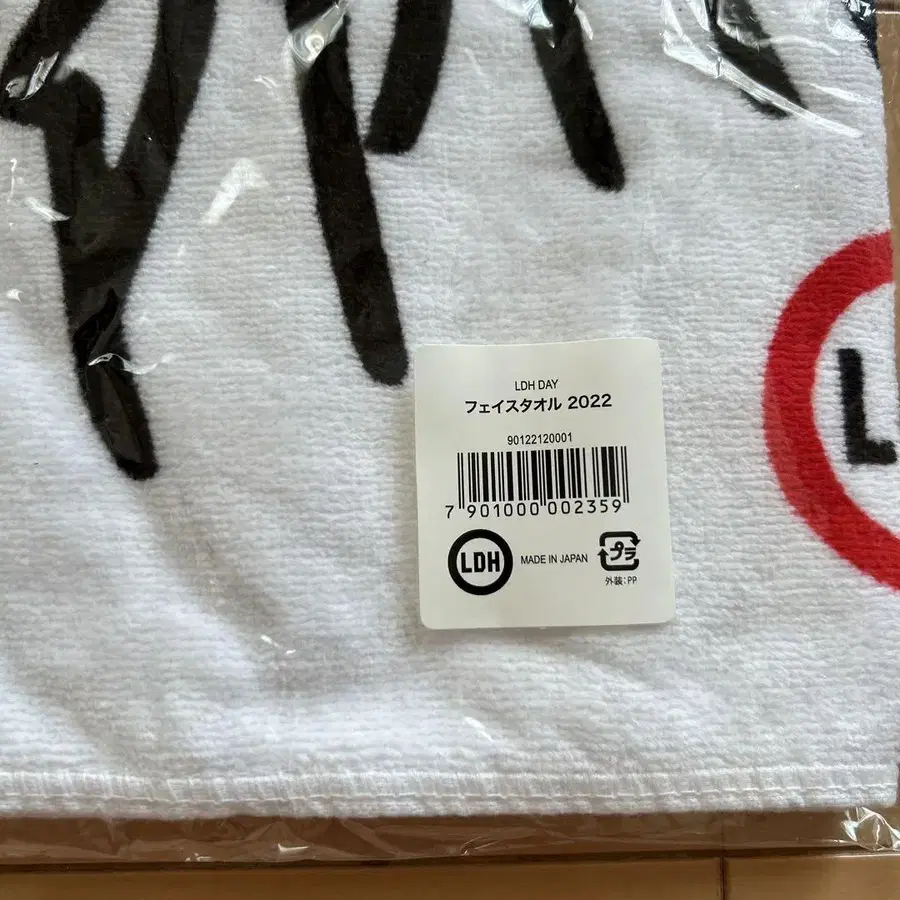 LDH DAY
フェイスタオル 2022
90122120001
7 901000 002359
LDH
MADE IN JAPAN
プラ
外装:PP
L